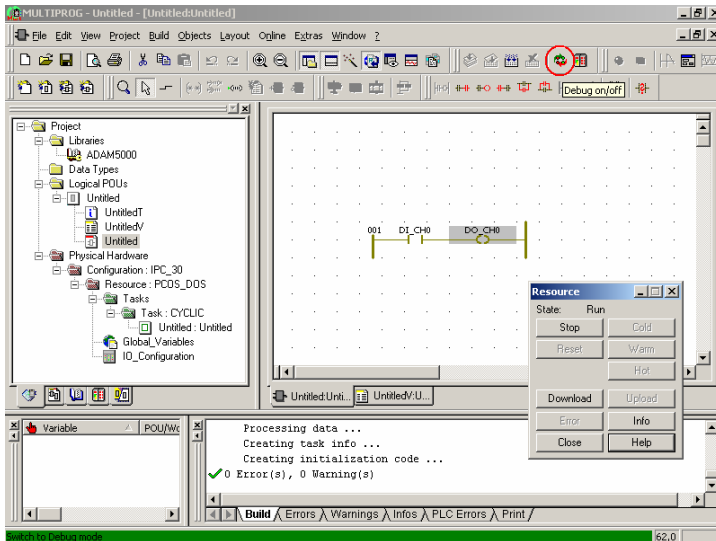 MULTIPROG - Untitled - [Untitled:Untitled]
File Edit View Project Build Objects Layout Online Extras Window ?
Debug on/off
Project
Libraries
ADAM5000
Data Types
Logical POUs
Untitled
UntitledT
UntitledV
Untitled
Physical Hardware
Configuration : IPC_30
Resource : PCOS_DOS
Tasks
Task : CYCLIC
Untitled : Untitled
Global_Variables
IO_Configuration
001 DI_CH0 DO_CH0
Resource
State: Run
Stop Cold
Reset Warm
Hot
Download Upload
Error Info
Close Help
Untitled:Unti... UntitledV:U...
Variable POU/Wo
Processing data ...
Creating task info ...
Creating initialization code ...
0 Error(s), 0 Warning(s)
Build Errors Warnings Infos PLC Errors Print
Switch to Debug mode 62,0